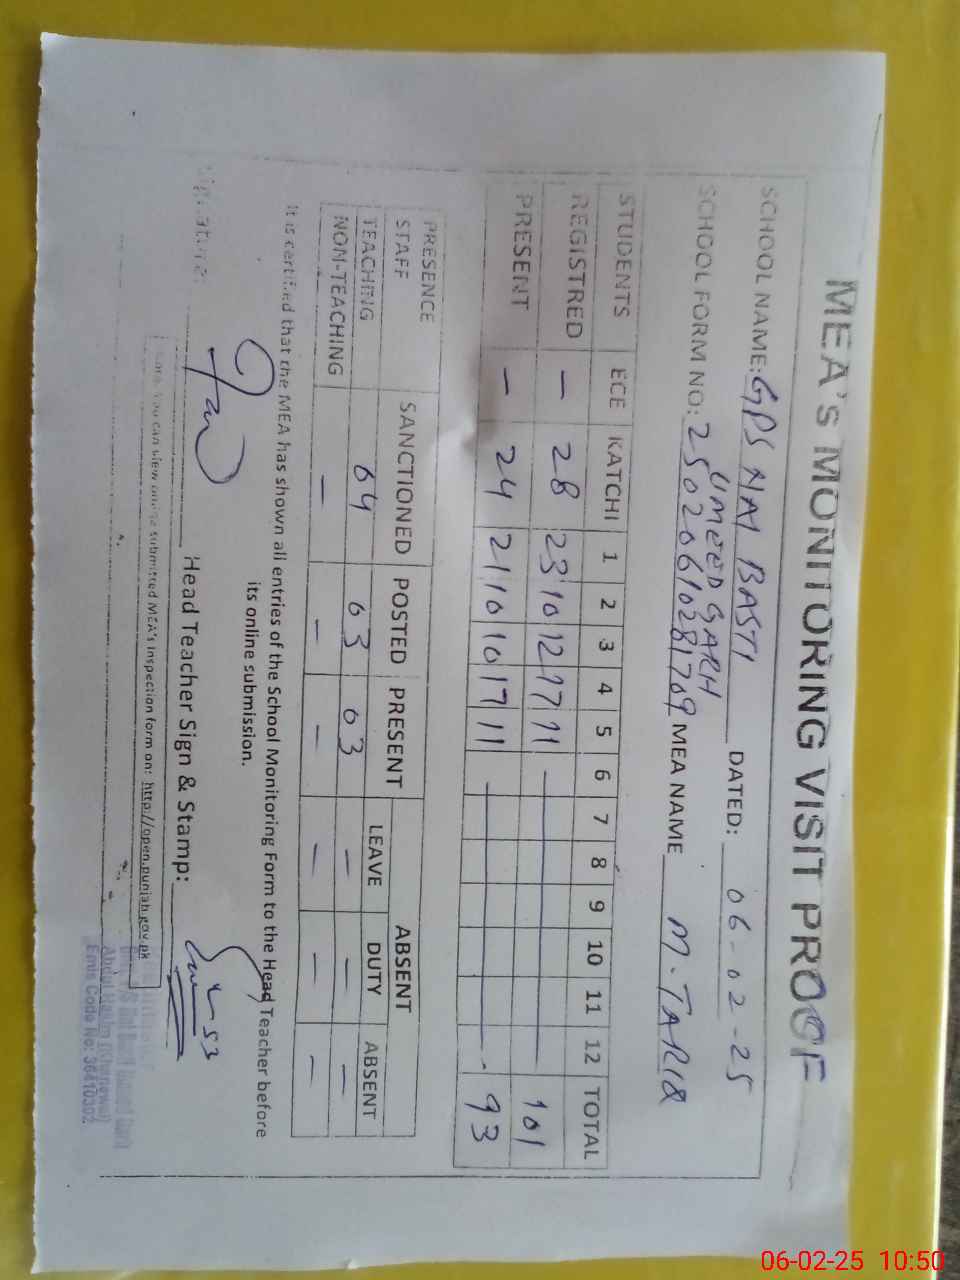 MEA's MONITORING VISIT PROOF
SCHOOL NAME: GPS NAI BASTI UMEED GARH DATED: 06-02-25
SCHOOL FORM NO: 25020661028 1709 MEA NAME M. TARIQ
STUDENTS ECE KATCHI 1 2 3 4 5 6 7 8 9 10 11 12 TOTAL
REGISTRED – 28 23 10 12 17 11 – 101
PRESENT – 24 21 10 10 17 11 – 93
PRESENCE STAFF SANCTIONED POSTED PRESENT ABSENT
LEAVE DUTY ABSENT
TEACHING 04 03 03 – – –
NOM-TEACHING – – – – – –
It is certified that the MEA has shown all entries of the School Monitoring Form to the Head Teacher before
its online submission.
Signature: Head Teacher Sign & Stamp:
You can view online submitted MEA's Inspection form on: http://open.punjab.gov.pk
Emis Code No: 36410302
06-02-25 10:50